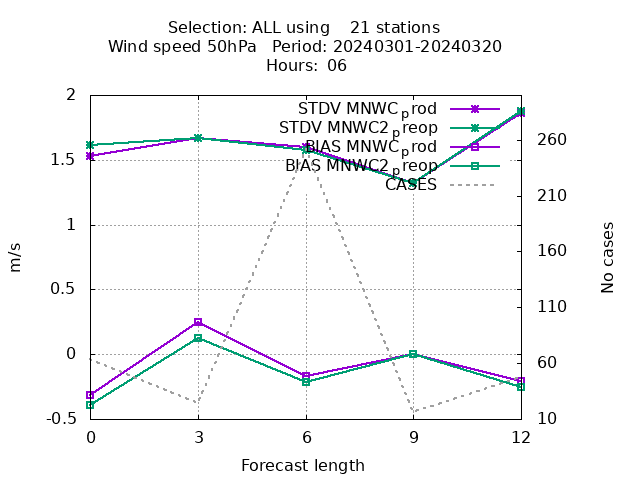 Selection: ALL using    21 stations
Wind speed 50hPa   Period: 20240301-20240320
Hours: 06
STDV MNWC_prod
STDV MNWC2_preop
BIAS MNWC_prod
BIAS MNWC2_preop
CASES
2
1.5
1
0.5
0
-0.5
m/s
260
210
160
110
60
10
No cases
0 3 6 9 12
Forecast length